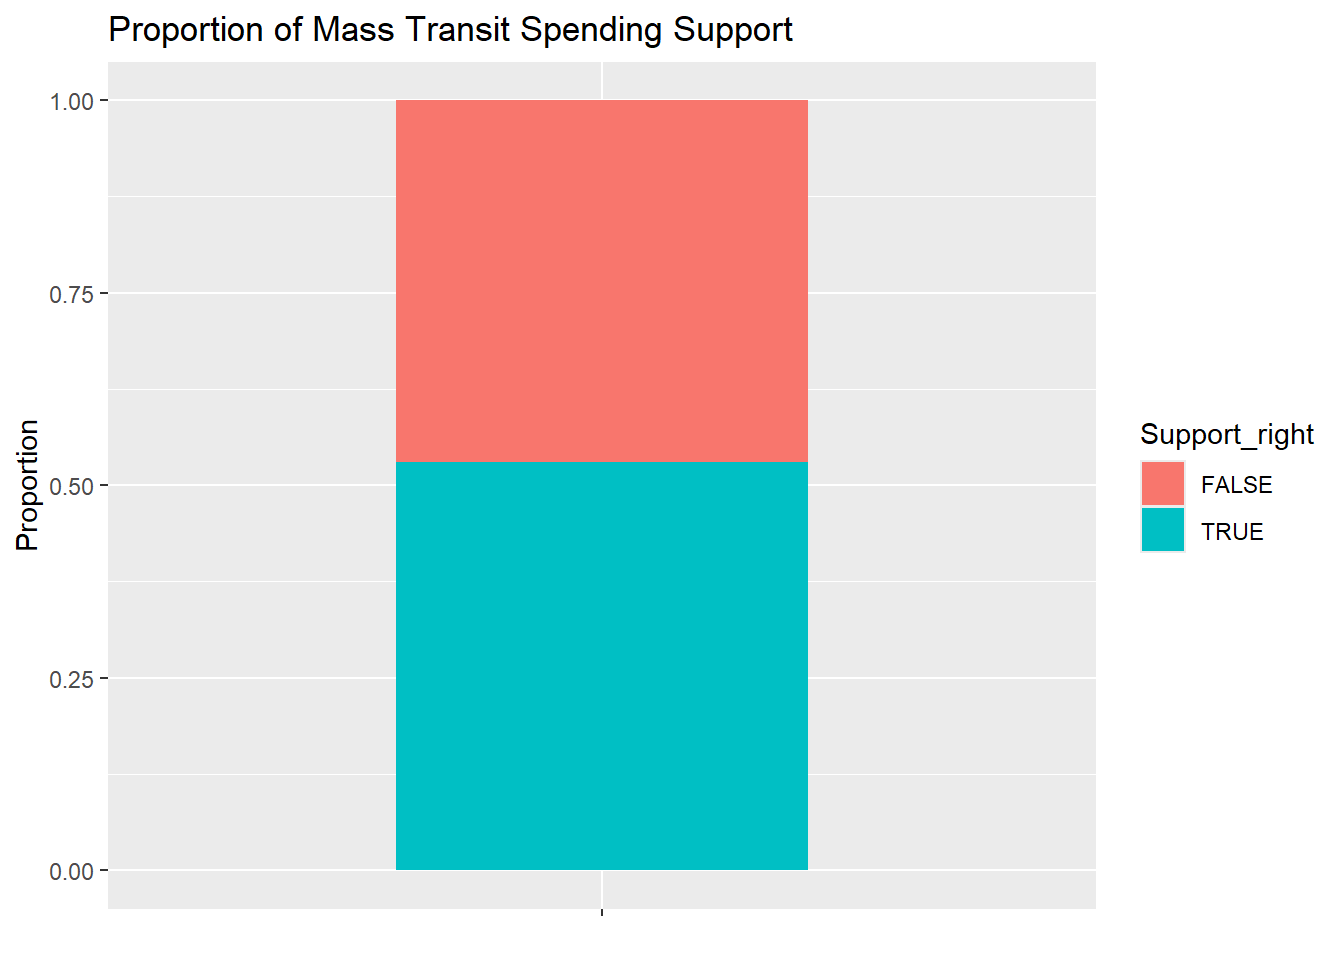 Proportion of Mass Transit Spending Support
1.00
0.75
0.50
0.25
0.00
Proportion
Support_right
FALSE
TRUE